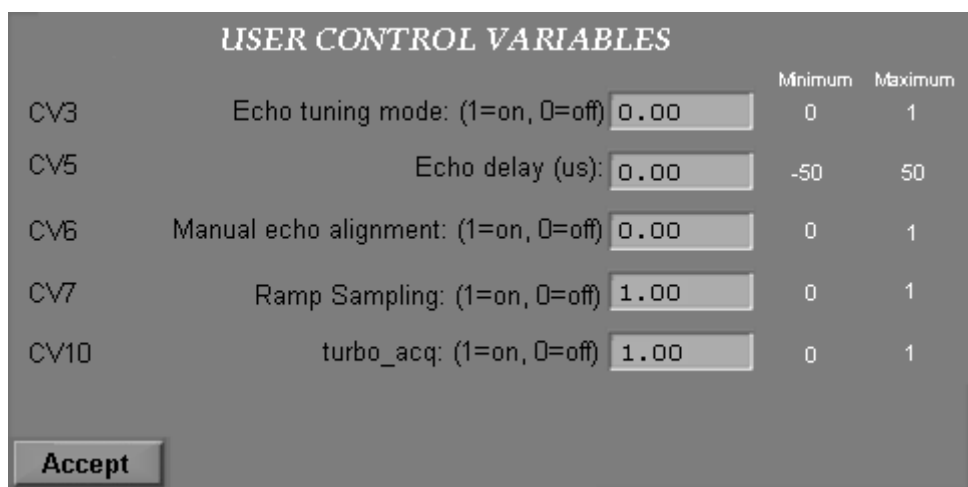 USER CONTROL VARIABLES
Minimum Maximum
CV3 Echo tuning mode: (1=on, 0=off) 0.00 0 1
CV5 Echo delay (us): 0.00 -50 50
CV6 Manual echo alignment: (1=on, 0=off) 0.00 0 1
CV7 Ramp Sampling: (1=on, 0=off) 1.00 0 1
CV10 turbo_acq: (1=on, 0=off) 1.00 0 1
Accept